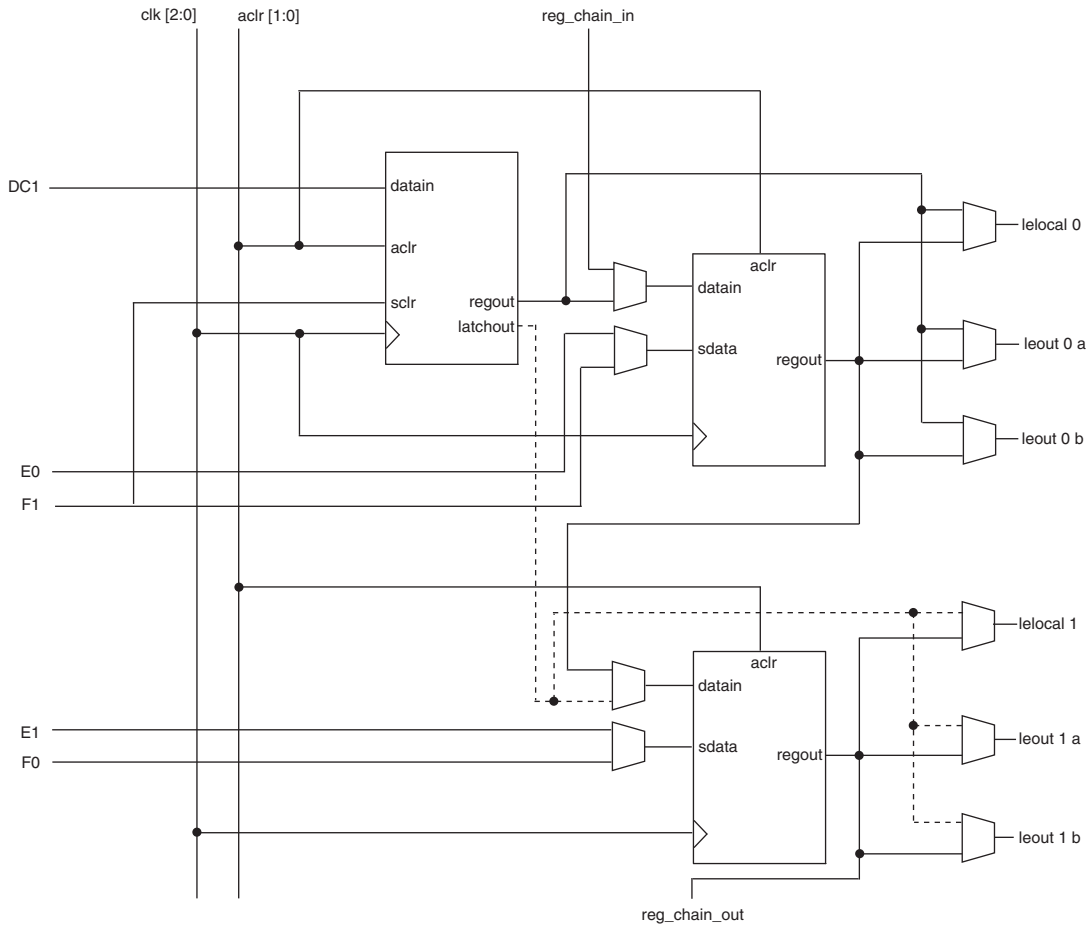 clk [2:0]
aclr [1:0]
reg_chain_in
DC1
datain
aclr
sclr
regout
latchout
aclr
datain
sdata
regout
lelocal 0
leout 0 a
leout 0 b
E0
F1
aclr
datain
sdata
regout
lelocal 1
leout 1 a
leout 1 b
E1
F0
reg_chain_out